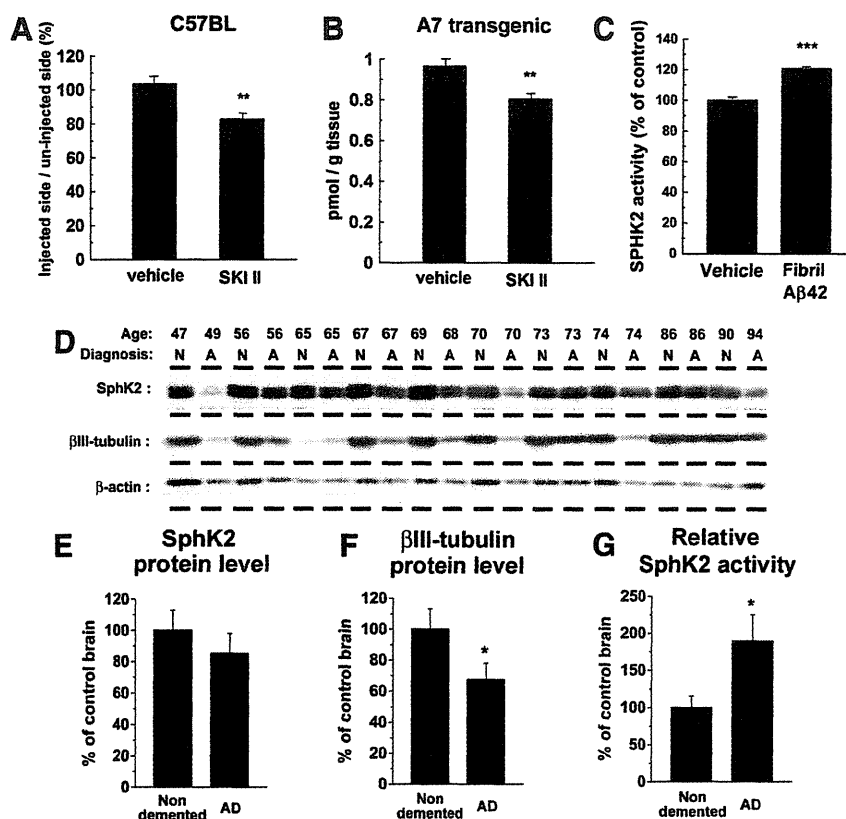 A
C57BL
Injected side / un-injected side (%)
120
100
80
60
40
20
0
**
vehicle
SKI II
B
A7 transgenic
pmol / g tissue
1
0.8
0.6
0.4
0.2
0
**
vehicle
SKI II
C
SPHK2 activity (% of control)
140
120
100
80
60
40
20
0
***
Vehicle
Fibril
Aβ42
D
Age: 47 49 56 56 65 65 67 67 69 68 70 70 73 73 74 74 86 86 90 94
Diagnosis: N A N A N A N A N A N A N A N A N A N A
SphK2 :
βIII-tubulin :
β-actin :
E
SphK2
protein level
% of control brain
120
100
80
60
40
20
0
Non
demented
AD
F
βIII-tubulin
protein level
% of control brain
120
100
80
60
40
20
0
*
Non
demented
AD
G
Relative
SphK2 activity
% of control brain
250
200
150
100
50
0
*
Non
demented
AD